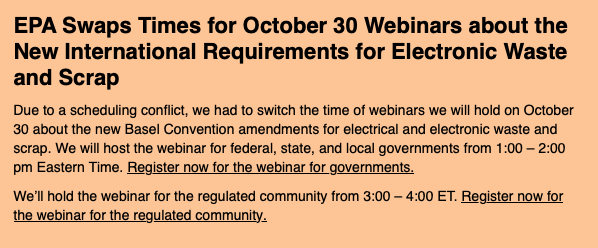 EPA Swaps Times for October 30 Webinars about the
New International Requirements for Electronic Waste
and Scrap
Due to a scheduling conflict, we had to switch the time of webinars we will hold on October
30 about the new Basel Convention amendments for electrical and electronic waste and
scrap. We will host the webinar for federal, state, and local governments from 1:00 – 2:00
pm Eastern Time. Register now for the webinar for governments.
We’ll hold the webinar for the regulated community from 3:00 – 4:00 ET. Register now for
the webinar for the regulated community.